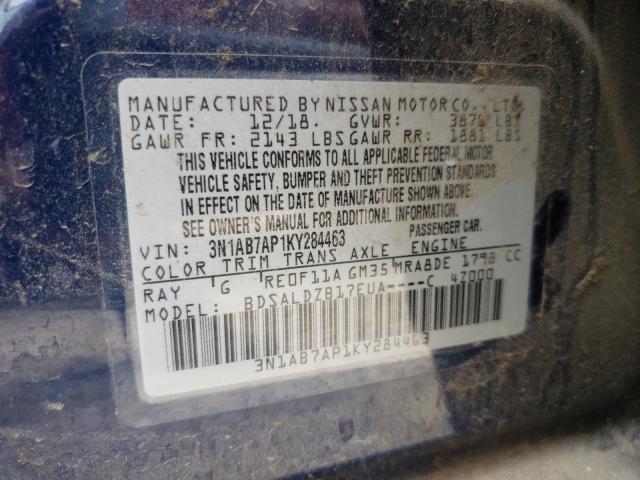 MANUFACTURED BY NISSAN MOTOR CO., LTD.
DATE: 12/18. GVWR: LBS
GAWR FR: 2143 LBS GAWR RR: 1881 LBS
THIS VEHICLE CONFORMS TO ALL APPLICABLE FEDERAL MOTOR
VEHICLE SAFETY, BUMPER AND THEFT PREVENTION STANDARDS
IN EFFECT ON THE DATE OF MANUFACTURE SHOWN ABOVE.
SEE OWNER'S MANUAL FOR ADDITIONAL INFORMATION.
VIN: 3N1AB7AP1KY284463 PASSENGER CAR.
COLOR TRIM TRANS AXLE ENGINE
RAY G RE0F11A GM35 MRA8DE 1798 CC
MODEL: BDSALDZB17EUA----C 47000
3N1AB7AP1KY284463